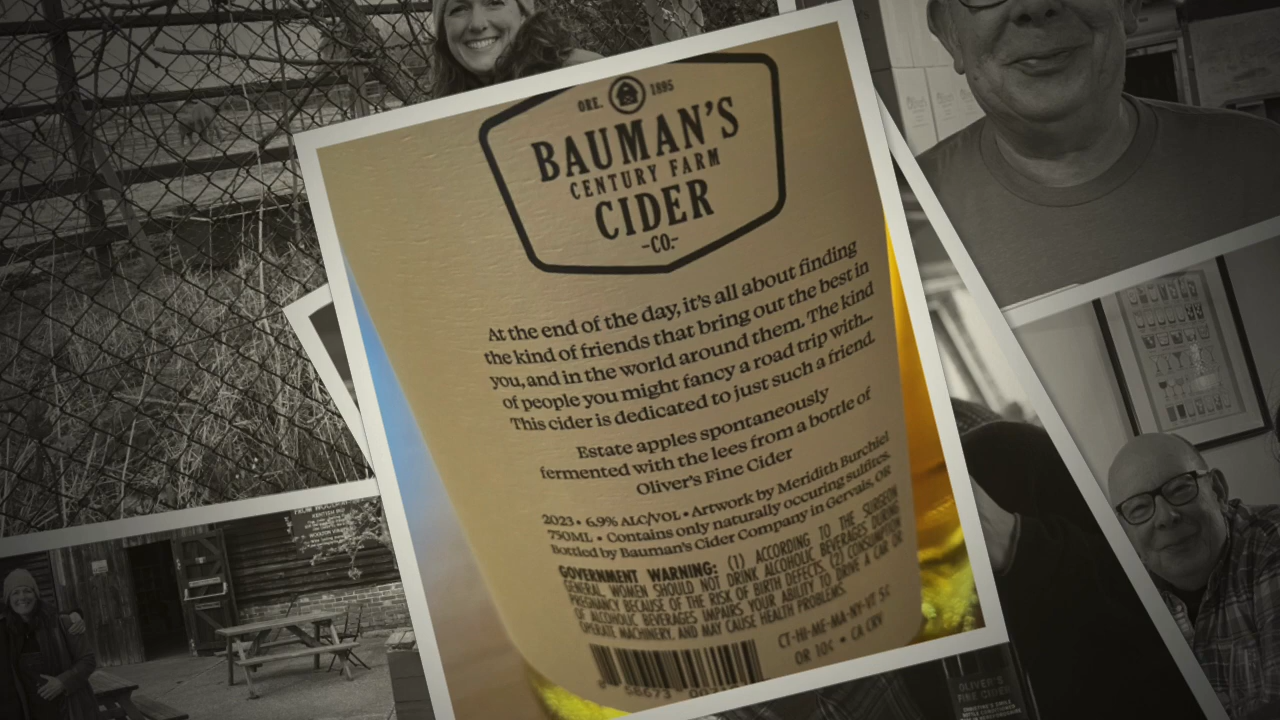 ORE. 1895
BAUMAN'S
CENTURY FARM
CIDER
-CO.-
At the end of the day, it's all about finding
the kind of friends that bring out the best in
you, and in the world around them. The kind
of people you might fancy a road trip with...
This cider is dedicated to just such a friend.
Estate apples spontaneously
fermented with the lees from a bottle of
Oliver's Fine Cider
2023 • 6.9% ALC/VOL • Artwork by Meridith Burchiel
750ML • Contains only naturally occuring sulfites.
Bottled by Bauman's Cider Company in Gervais, OR
GOVERNMENT WARNING: (1) ACCORDING TO THE SURGEON
GENERAL, WOMEN SHOULD NOT DRINK ALCOHOLIC BEVERAGES DURING
PREGNANCY BECAUSE OF THE RISK OF BIRTH DEFECTS. (2) CONSUMPTION
OF ALCOHOLIC BEVERAGES IMPAIRS YOUR ABILITY TO DRIVE A CAR OR
OPERATE MACHINERY, AND MAY CAUSE HEALTH PROBLEMS.
CT-HI-ME-MA-NY-VT 5¢
OR 10¢ • CA CRV
OLIVER'S
FINE CIDER